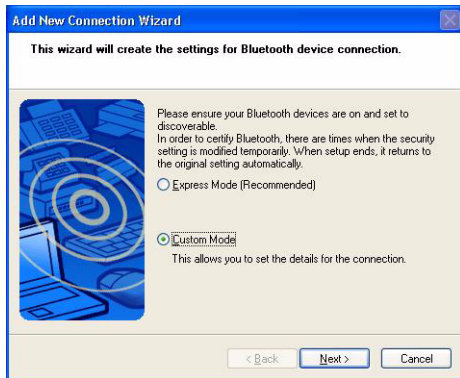 Add New Connection Wizard
This wizard will create the settings for Bluetooth device connection.
Please ensure your Bluetooth devices are on and set to
discoverable.
In order to certify Bluetooth, there are times when the security
setting is modified temporarily. When setup ends, it returns to
the original setting automatically.
Express Mode (Recommended)
Custom Mode
This allows you to set the details for the connection.
< Back Next > Cancel